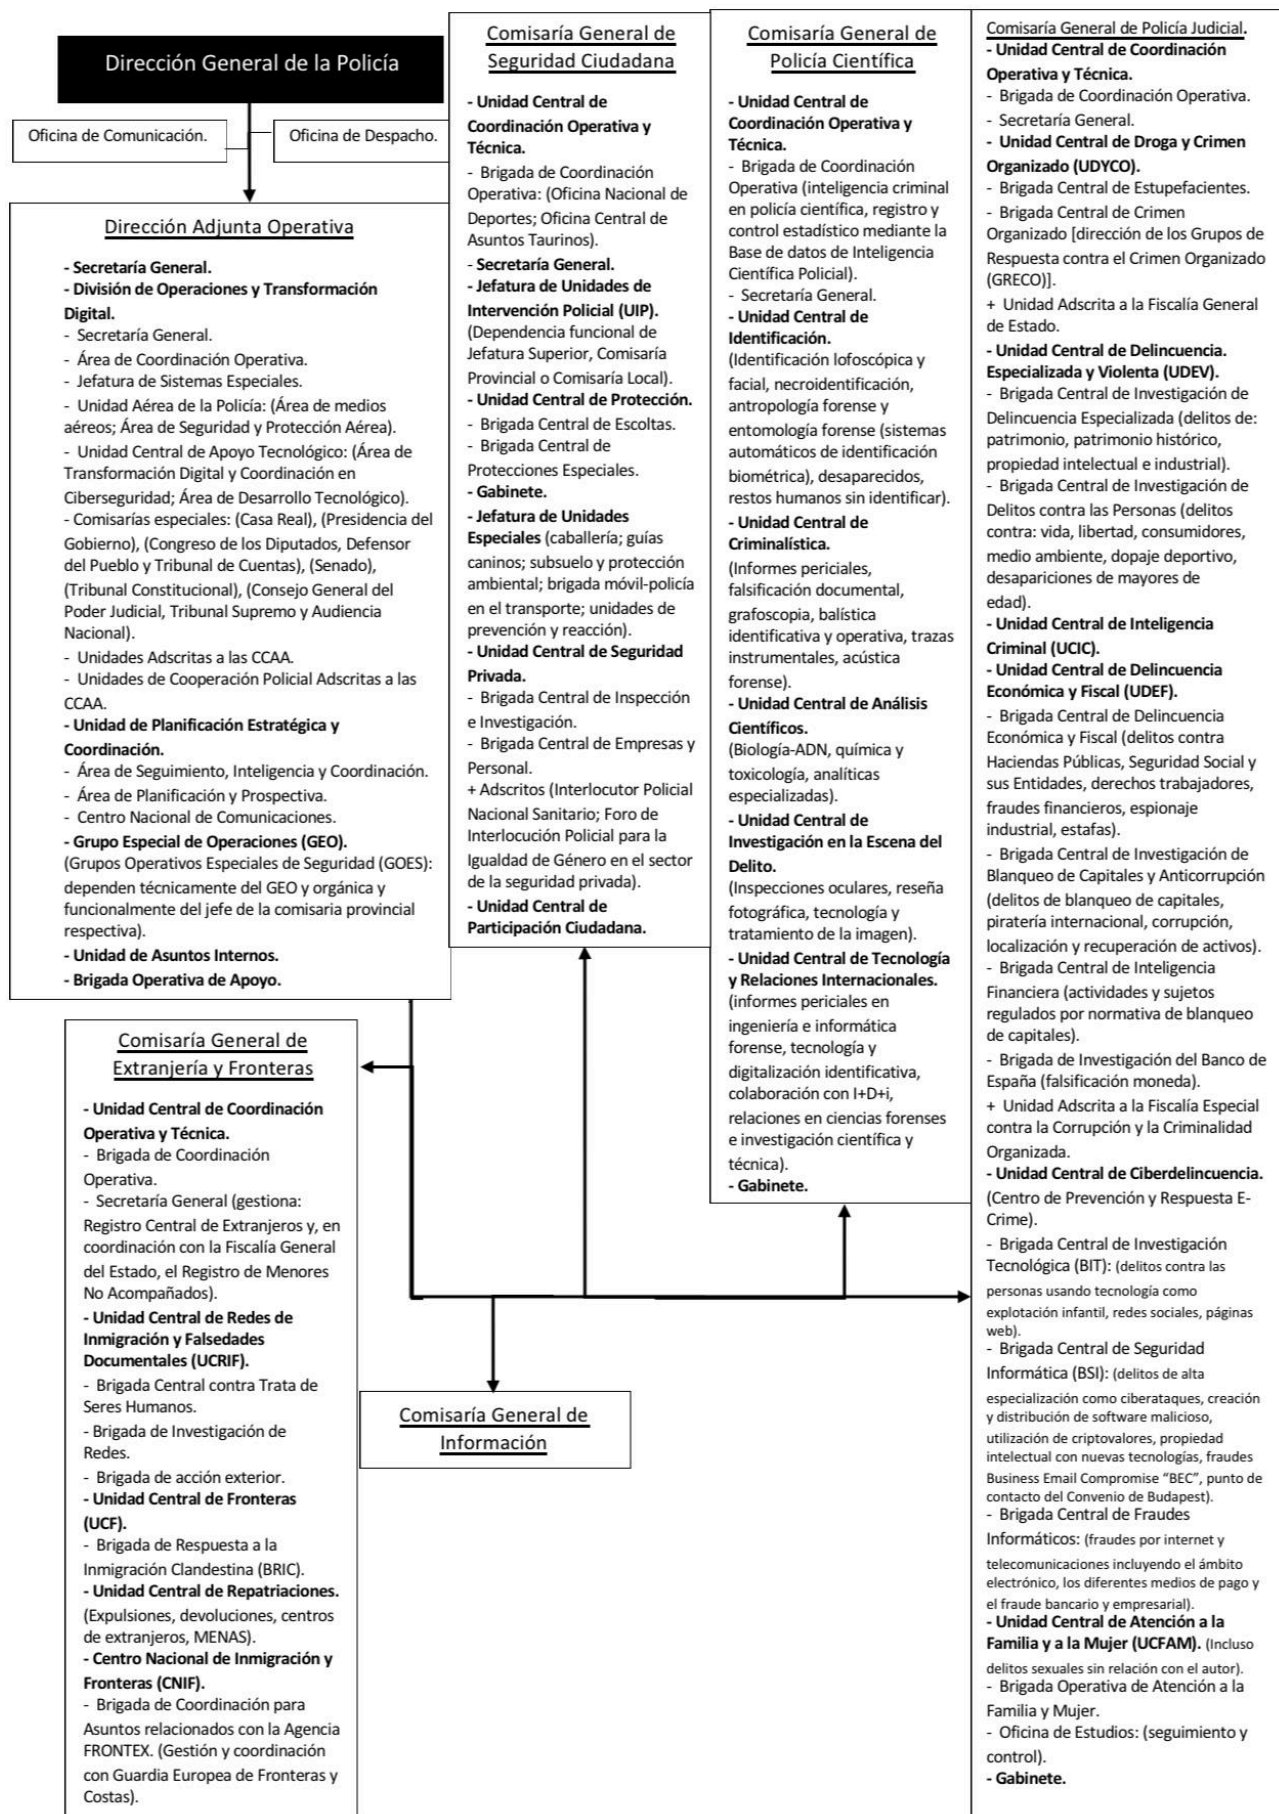 Dirección General de la Policía
Oficina de Comunicación.
Oficina de Despacho.
Dirección Adjunta Operativa
- Secretaría General.
- División de Operaciones y Transformación
Digital.
- Secretaría General.
- Área de Coordinación Operativa.
- Jefatura de Sistemas Especiales.
- Unidad Aérea de la Policía: (Área de medios
aéreos; Área de Seguridad y Protección Aérea).
- Unidad Central de Apoyo Tecnológico: (Área de
Transformación Digital y Coordinación en
Ciberseguridad; Área de Desarrollo Tecnológico).
- Comisarías especiales: (Casa Real), (Presidencia del
Gobierno), (Congreso de los Diputados, Defensor
del Pueblo y Tribunal de Cuentas), (Senado),
(Tribunal Constitucional), (Consejo General del
Poder Judicial, Tribunal Supremo y Audiencia
Nacional).
- Unidades Adscritas a las CCAA.
- Unidades de Cooperación Policial Adscritas a las
CCAA.
- Unidad de Planificación Estratégica y
Coordinación.
- Área de Seguimiento, Inteligencia y Coordinación.
- Área de Planificación y Prospectiva.
- Centro Nacional de Comunicaciones.
- Grupo Especial de Operaciones (GEO).
(Grupos Operativos Especiales de Seguridad (GOES):
dependen técnicamente del GEO y orgánica y
funcionalmente del jefe de la comisaria provincial
respectiva).
- Unidad de Asuntos Internos.
- Brigada Operativa de Apoyo.
Comisaría General de
Extranjería y Fronteras
- Unidad Central de Coordinación
Operativa y Técnica.
- Brigada de Coordinación
Operativa.
- Secretaría General (gestiona:
Registro Central de Extranjeros y, en
coordinación con la Fiscalía General
del Estado, el Registro de Menores
No Acompañados).
- Unidad Central de Redes de
Inmigración y Falsedades
Documentales (UCRIF).
- Brigada Central contra Trata de
Seres Humanos.
- Brigada de Investigación de
Redes.
- Brigada de acción exterior.
- Unidad Central de Fronteras
(UCF).
- Brigada de Respuesta a la
Inmigración Clandestina (BRIC).
- Unidad Central de Repatriaciones.
(Expulsiones, devoluciones, centros
de extranjeros, MENAS).
- Centro Nacional de Inmigración y
Fronteras (CNIF).
- Brigada de Coordinación para
Asuntos relacionados con la Agencia
FRONTEX. (Gestión y coordinación
con Guardia Europea de Fronteras y
Costas).
Comisaría General de
Seguridad Ciudadana
- Unidad Central de
Coordinación Operativa y
Técnica.
- Brigada de Coordinación
Operativa: (Oficina Nacional de
Deportes; Oficina Central de
Asuntos Taurinos).
- Secretaría General.
- Jefatura de Unidades de
Intervención Policial (UIP).
(Dependencia funcional de
Jefatura Superior, Comisaría
Provincial o Comisaría Local).
- Unidad Central de Protección.
- Brigada Central de Escoltas.
- Brigada Central de
Protecciones Especiales.
- Gabinete.
- Jefatura de Unidades
Especiales (caballería; guías
caninos; subsuelo y protección
ambiental; brigada móvil-policía
en el transporte; unidades de
prevención y reacción).
- Unidad Central de Seguridad
Privada.
- Brigada Central de Inspección
e Investigación.
- Brigada Central de Empresas y
Personal.
+ Adscritos (Interlocutor Policial
Nacional Sanitario; Foro de
Interlocución Policial para la
Igualdad de Género en el sector
de la seguridad privada).
- Unidad Central de
Participación Ciudadana.
Comisaría General de
Información
Comisaría General de
Policía Científica
- Unidad Central de
Coordinación Operativa y
Técnica.
- Brigada de Coordinación
Operativa (inteligencia criminal
en policía científica, registro y
control estadístico mediante la
Base de datos de Inteligencia
Científica Policial).
- Secretaría General.
- Unidad Central de
Identificación.
(Identificación lofoscópica y
facial, necroidentificación,
antropología forense y
entomología forense (sistemas
automáticos de identificación
biométrica), desaparecidos,
restos humanos sin identificar).
- Unidad Central de
Criminalística.
(Informes periciales,
falsificación documental,
grafoscopia, balística
identificativa y operativa, trazas
instrumentales, acústica
forense).
- Unidad Central de Análisis
Científicos.
(Biología-ADN, química y
toxicología, analíticas
especializadas).
- Unidad Central de
Investigación en la Escena del
Delito.
(Inspecciones oculares, reseña
fotográfica, tecnología y
tratamiento de la imagen).
- Unidad Central de Tecnología
y Relaciones Internacionales.
(informes periciales en
ingeniería e informática
forense, tecnología y
digitalización identificativa,
colaboración con I+D+i,
relaciones en ciencias forenses
e investigación científica y
técnica).
- Gabinete.
Comisaría General de Policía Judicial.
- Unidad Central de Coordinación
Operativa y Técnica.
- Brigada de Coordinación Operativa.
- Secretaría General.
- Unidad Central de Droga y Crimen
Organizado (UDYCO).
- Brigada Central de Estupefacientes.
- Brigada Central de Crimen
Organizado [dirección de los Grupos de
Respuesta contra el Crimen Organizado
(GRECO)].
+ Unidad Adscrita a la Fiscalía General
de Estado.
- Unidad Central de Delincuencia.
Especializada y Violenta (UDEV).
- Brigada Central de Investigación de
Delincuencia Especializada (delitos de:
patrimonio, patrimonio histórico,
propiedad intelectual e industrial).
- Brigada Central de Investigación de
Delitos contra las Personas (delitos
contra: vida, libertad, consumidores,
medio ambiente, dopaje deportivo,
desapariciones de mayores de
edad).
- Unidad Central de Inteligencia
Criminal (UCIC).
- Unidad Central de Delincuencia
Económica y Fiscal (UDEF).
- Brigada Central de Delincuencia
Económica y Fiscal (delitos contra
Haciendas Públicas, Seguridad Social y
sus Entidades, derechos trabajadores,
fraudes financieros, espionaje
industrial, estafas).
- Brigada Central de Investigación de
Blanqueo de Capitales y Anticorrupción
(delitos de blanqueo de capitales,
piratería internacional, corrupción,
localización y recuperación de activos).
- Brigada Central de Inteligencia
Financiera (actividades y sujetos
regulados por normativa de blanqueo
de capitales).
- Brigada de Investigación del Banco de
España (falsificación moneda).
+ Unidad Adscrita a la Fiscalía Especial
contra la Corrupción y la Criminalidad
Organizada.
- Unidad Central de Ciberdelincuencia.
(Centro de Prevención y Respuesta E-
Crime).
- Brigada Central de Investigación
Tecnológica (BIT): (delitos contra las
personas usando tecnología como
explotación infantil, redes sociales, páginas
web).
- Brigada Central de Seguridad
Informática (BSI): (delitos de alta
especialización como ciberataques, creación
y distribución de software malicioso,
utilización de criptovalores, propiedad
intelectual con nuevas tecnologías, fraudes
Business Email Compromise “BEC”, punto de
contacto del Convenio de Budapest).
- Brigada Central de Fraudes
Informáticos: (fraudes por internet y
telecomunicaciones incluyendo el ámbito
electrónico, los diferentes medios de pago y
el fraude bancario y empresarial).
- Unidad Central de Atención a la
Familia y a la Mujer (UCFAM). (Incluso
delitos sexuales sin relación con el autor).
- Brigada Operativa de Atención a la
Familia y Mujer.
- Oficina de Estudios: (seguimiento y
control).
- Gabinete.